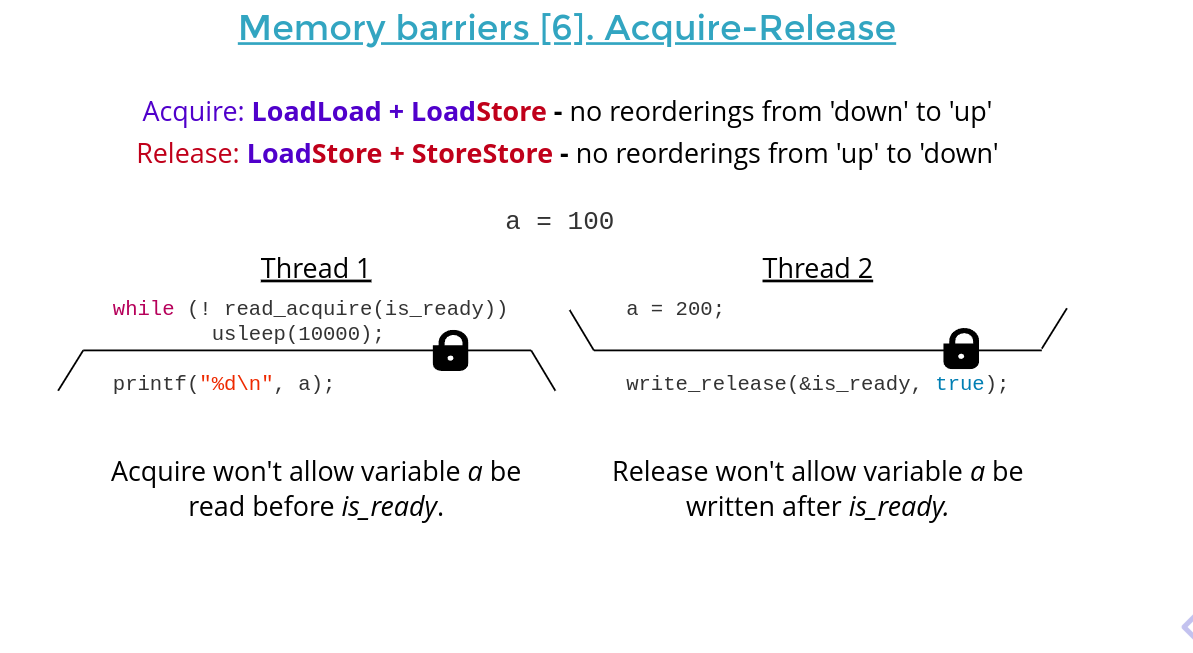 Memory barriers [6]. Acquire-Release
Acquire: LoadLoad + LoadStore - no reorderings from 'down' to 'up'
Release: LoadStore + StoreStore - no reorderings from 'up' to 'down'
a = 100
Thread 1
while (! read_acquire(is_ready))
usleep(10000);
printf("%d\n", a);
Acquire won't allow variable a be
read before is_ready.
Thread 2
a = 200;
write_release(&is_ready, true);
Release won't allow variable a be
written after is_ready.